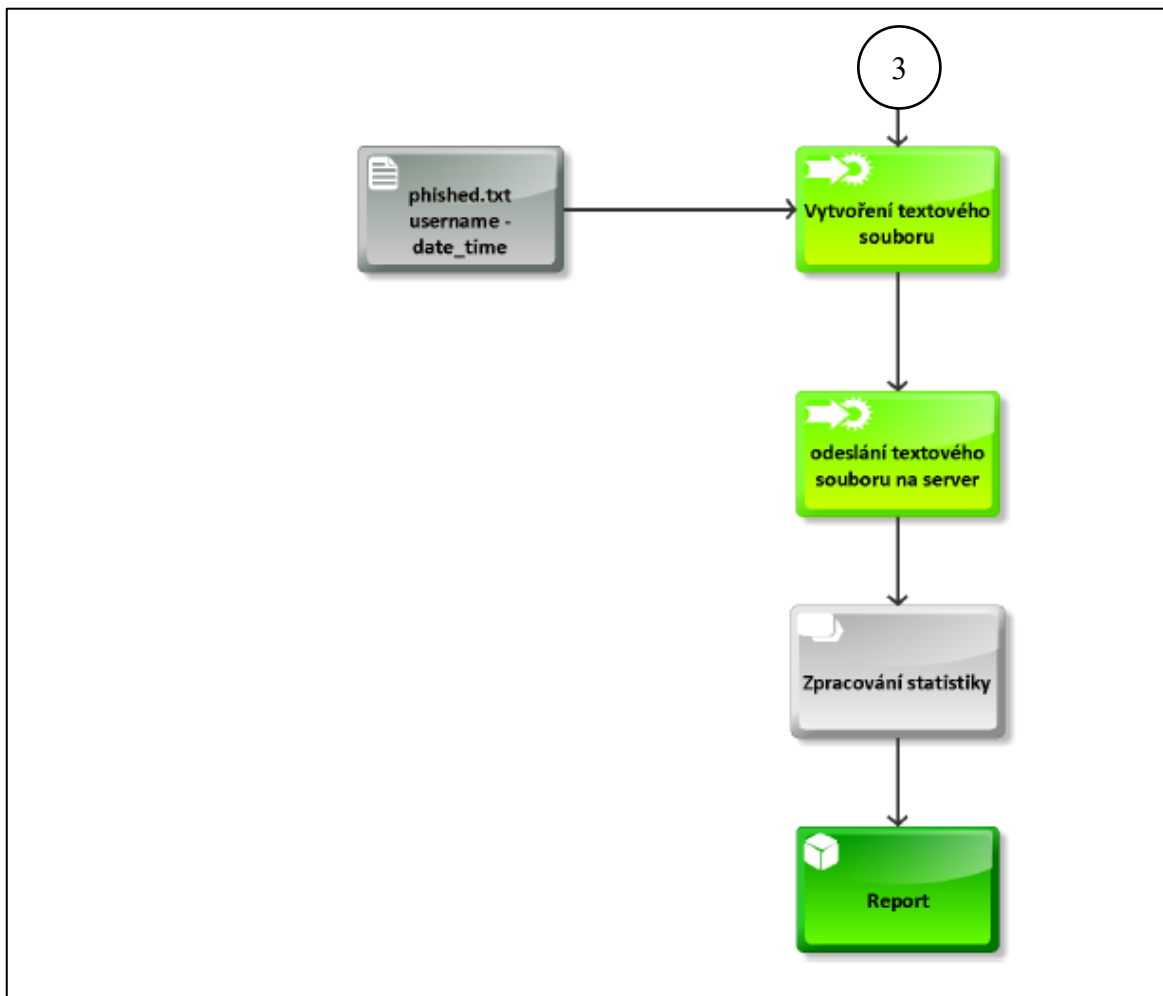 3
phished.txt
username -
date_time
Vytvoření textového
souboru
odeslání textového
souboru na server
Zpracování statistiky
Report